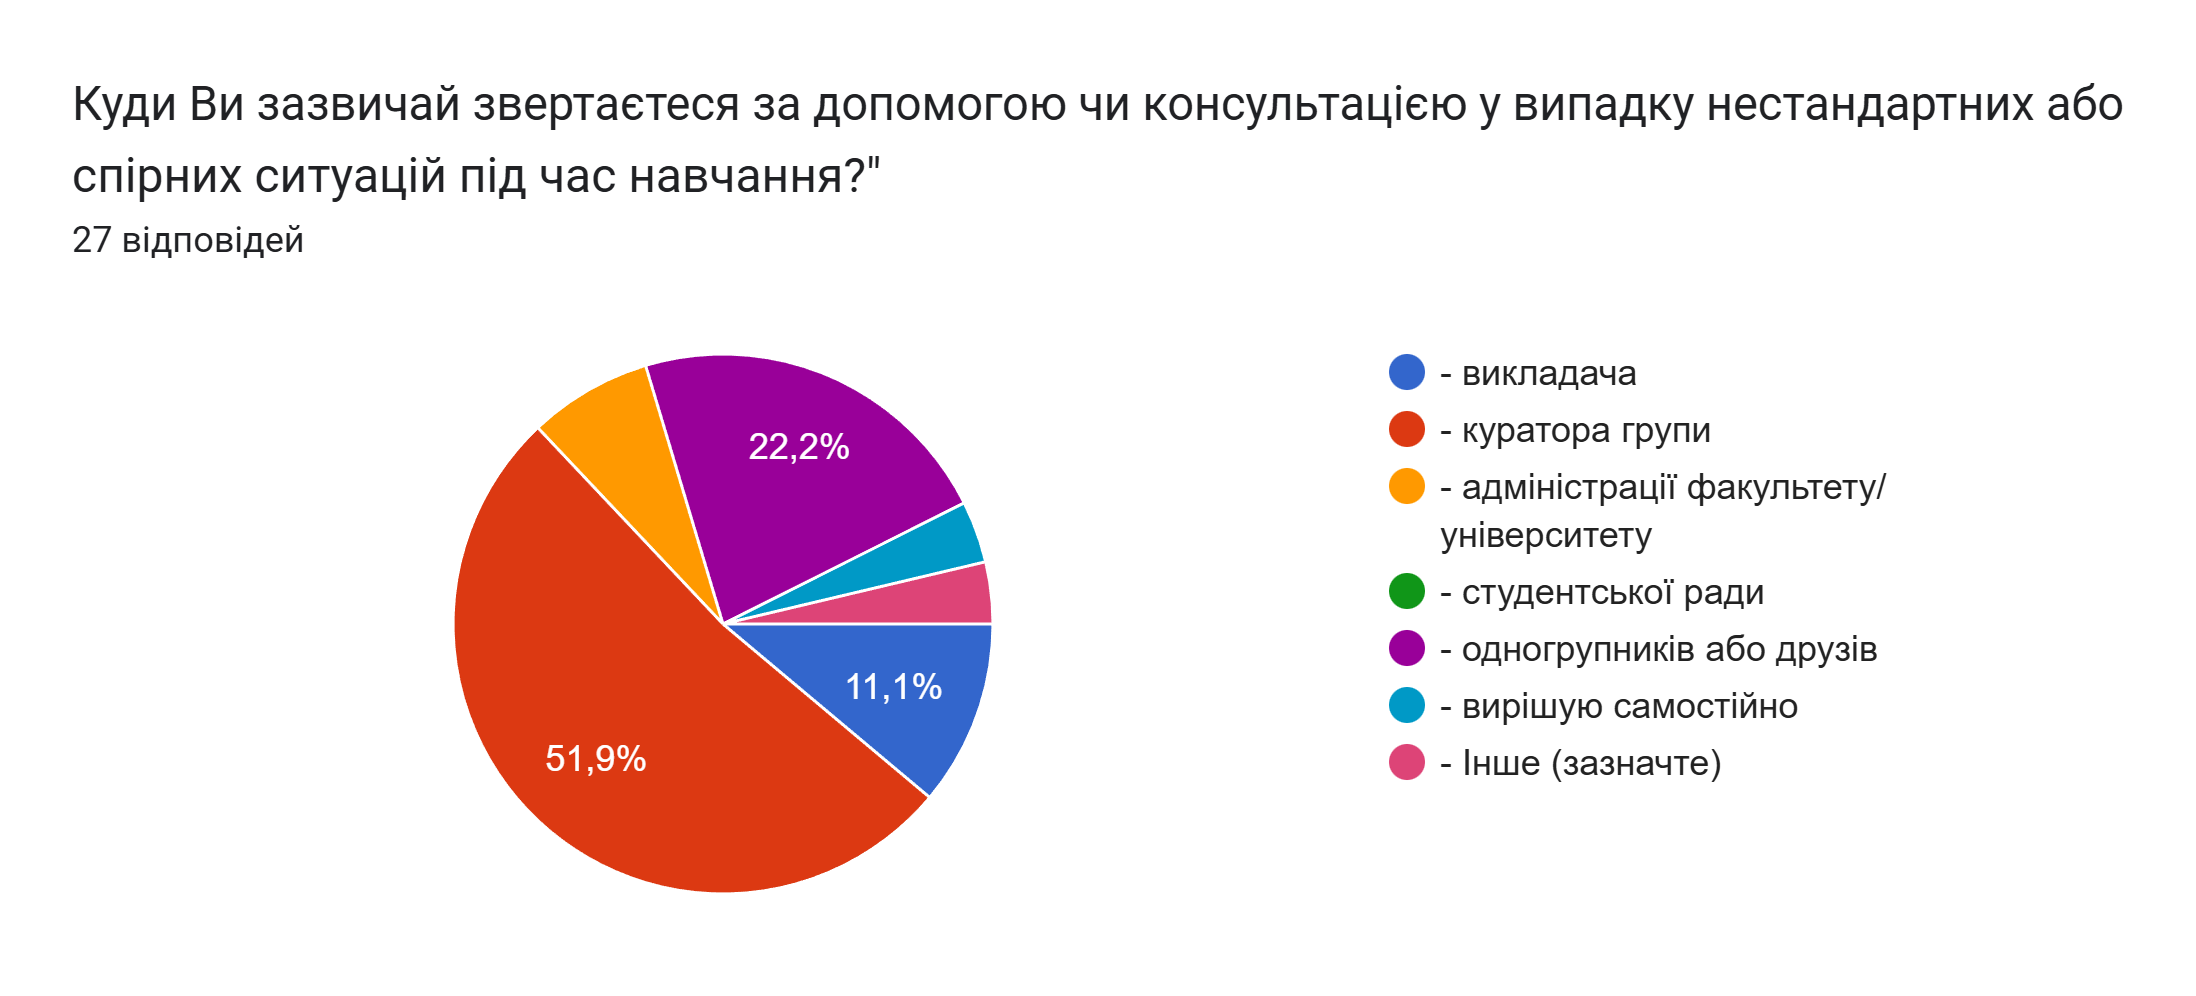 Куди Ви зазвичай звертаєтеся за допомогою чи консультацією у випадку нестандартних або
спірних ситуацій під час навчання?"
27 відповідей
22,2%
11,1%
51,9%
- викладача
- куратора групи
- адміністрації факультету/
університету
- студентської ради
- одногрупників або друзів
- вирішую самостійно
- Інше (зазначте)